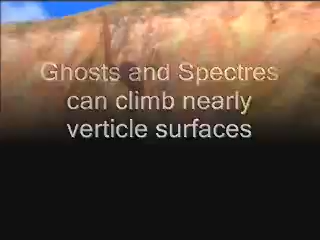 Ghosts and Spectres
can climb nearly
verticle surfaces